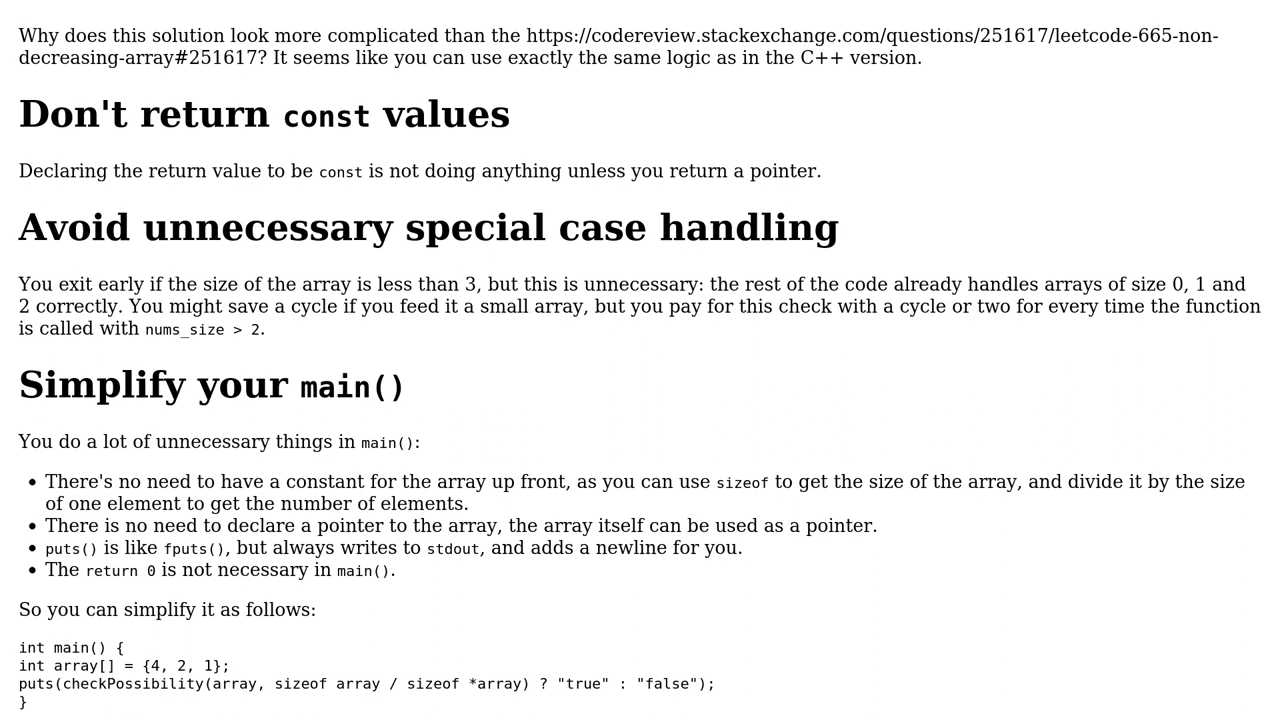 Why does this solution look more complicated than the https://codereview.stackexchange.com/questions/251617/leetcode-665-non-
decreasing-array#251617? It seems like you can use exactly the same logic as in the C++ version.
Don't return const values
Declaring the return value to be const is not doing anything unless you return a pointer.
Avoid unnecessary special case handling
You exit early if the size of the array is less than 3, but this is unnecessary: the rest of the code already handles arrays of size 0, 1 and
2 correctly. You might save a cycle if you feed it a small array, but you pay for this check with a cycle or two for every time the function
is called with nums_size > 2.
Simplify your main()
You do a lot of unnecessary things in main():
• There's no need to have a constant for the array up front, as you can use sizeof to get the size of the array, and divide it by the size
of one element to get the number of elements.
• There is no need to declare a pointer to the array, the array itself can be used as a pointer.
• puts() is like fputs(), but always writes to stdout, and adds a newline for you.
• The return 0 is not necessary in main().
So you can simplify it as follows:
int main() {
int array[] = {4, 2, 1};
puts(checkPossibility(array, sizeof array / sizeof *array) ? "true" : "false");
}